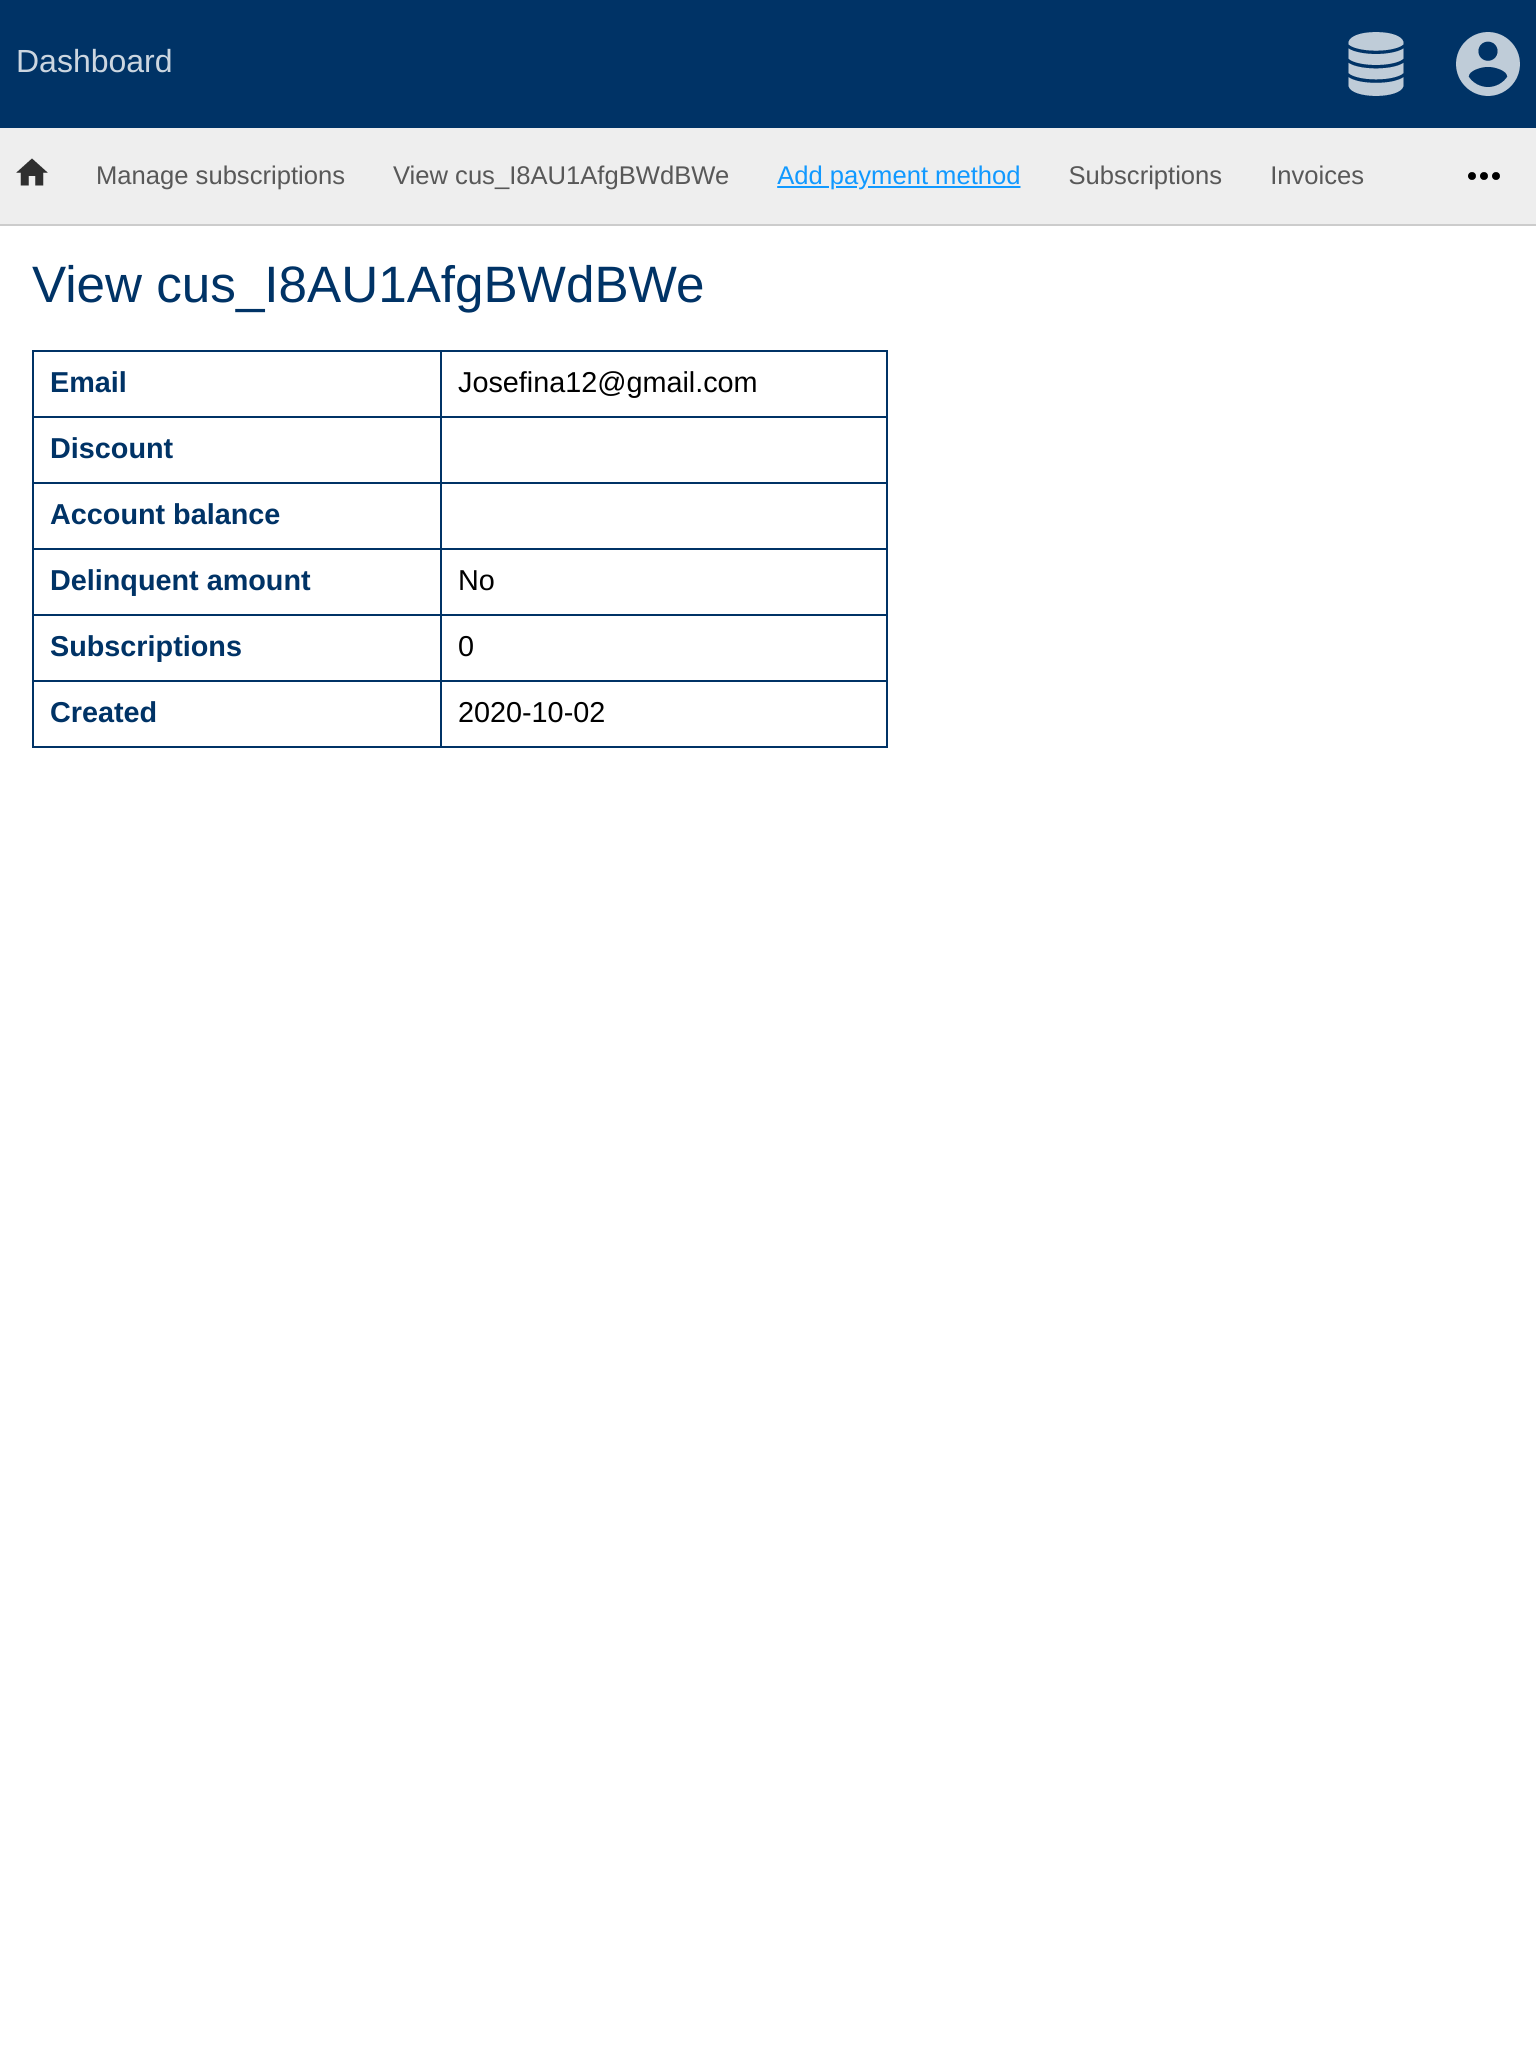 Dashboard
Manage subscriptions View cus_I8AU1AfgBWdBWe Add payment method Subscriptions Invoices
View cus_I8AU1AfgBWdBWe
Email Josefina12@gmail.com
Discount
Account balance
Delinquent amount No
Subscriptions 0
Created 2020-10-02